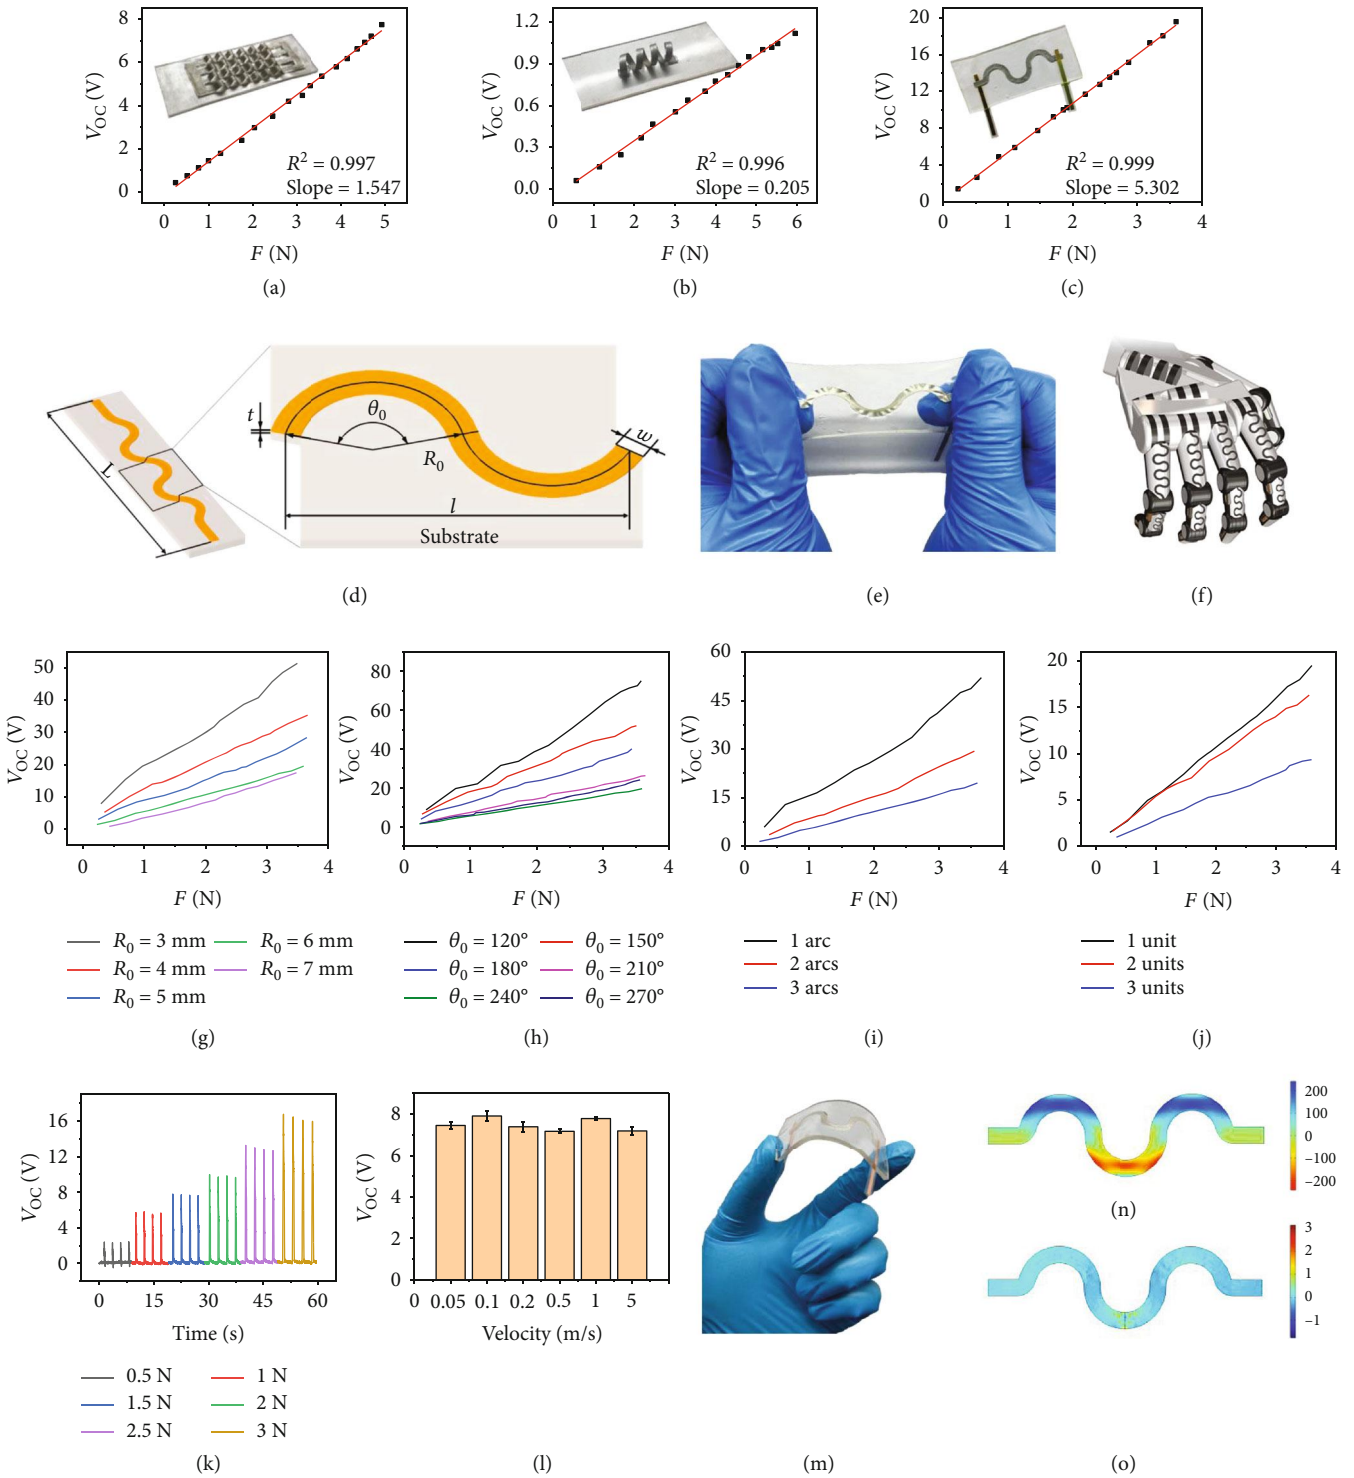 8
6
4
2
0
V_OC (V)
R² = 0.997
Slope = 1.547
0 1 2 3 4 5
F (N)
(a)
1.2
0.9
0.6
0.3
0.0
V_OC (V)
R² = 0.996
Slope = 0.205
0 1 2 3 4 5 6
F (N)
(b)
20
16
12
8
4
0
V_OC (V)
R² = 0.999
Slope = 5.302
0 1 2 3 4
F (N)
(c)
L
t
θ₀
R₀
w
l
Substrate
(d)
(e)
(f)
50
40
30
20
10
0
V_OC (V)
0 1 2 3 4
F (N)
R₀ = 3 mm R₀ = 6 mm
R₀ = 4 mm R₀ = 7 mm
R₀ = 5 mm
(g)
80
60
40
20
0
V_OC (V)
0 1 2 3 4
F (N)
θ₀ = 120° θ₀ = 150°
θ₀ = 180° θ₀ = 210°
θ₀ = 240° θ₀ = 270°
(h)
60
45
30
15
0
V_OC (V)
0 1 2 3 4
F (N)
1 arc
2 arcs
3 arcs
(i)
20
15
10
5
0
V_OC (V)
0 1 2 3 4
F (N)
1 unit
2 units
3 units
(j)
16
12
8
4
0
V_OC (V)
0 15 30 45 60
Time (s)
0.5 N 1 N
1.5 N 2 N
2.5 N 3 N
(k)
8
6
4
2
0
V_OC (V)
0 0.05 0.1 0.2 0.5 1 5
Velocity (m/s)
(l)
(m)
200
100
0
−100
−200
(n)
3
2
1
0
−1
(o)